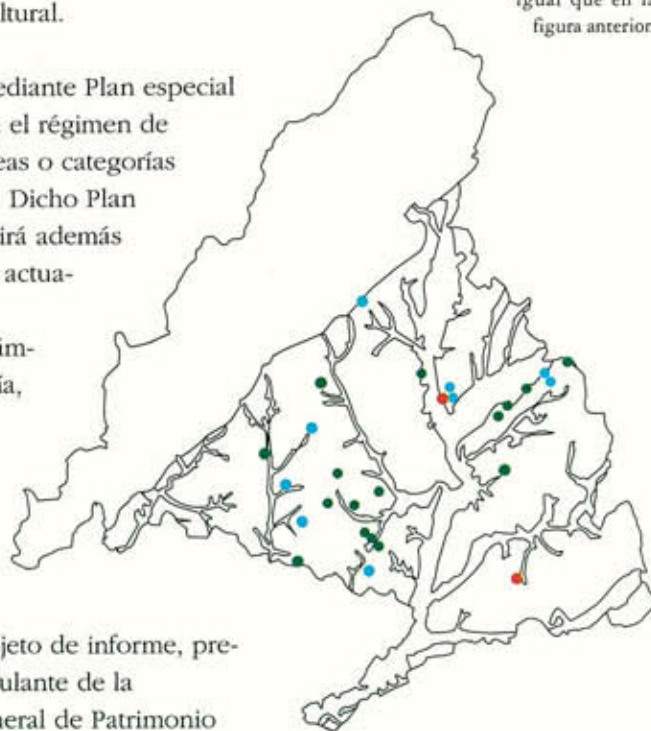 ltural.
igual que en la
figura anterior
ediante Plan especial
el régimen de
eas o categorías
Dicho Plan
irá además
actua-
im-
ía,
jeto de informe, pre-
ulante de la
neral de Patrimonio